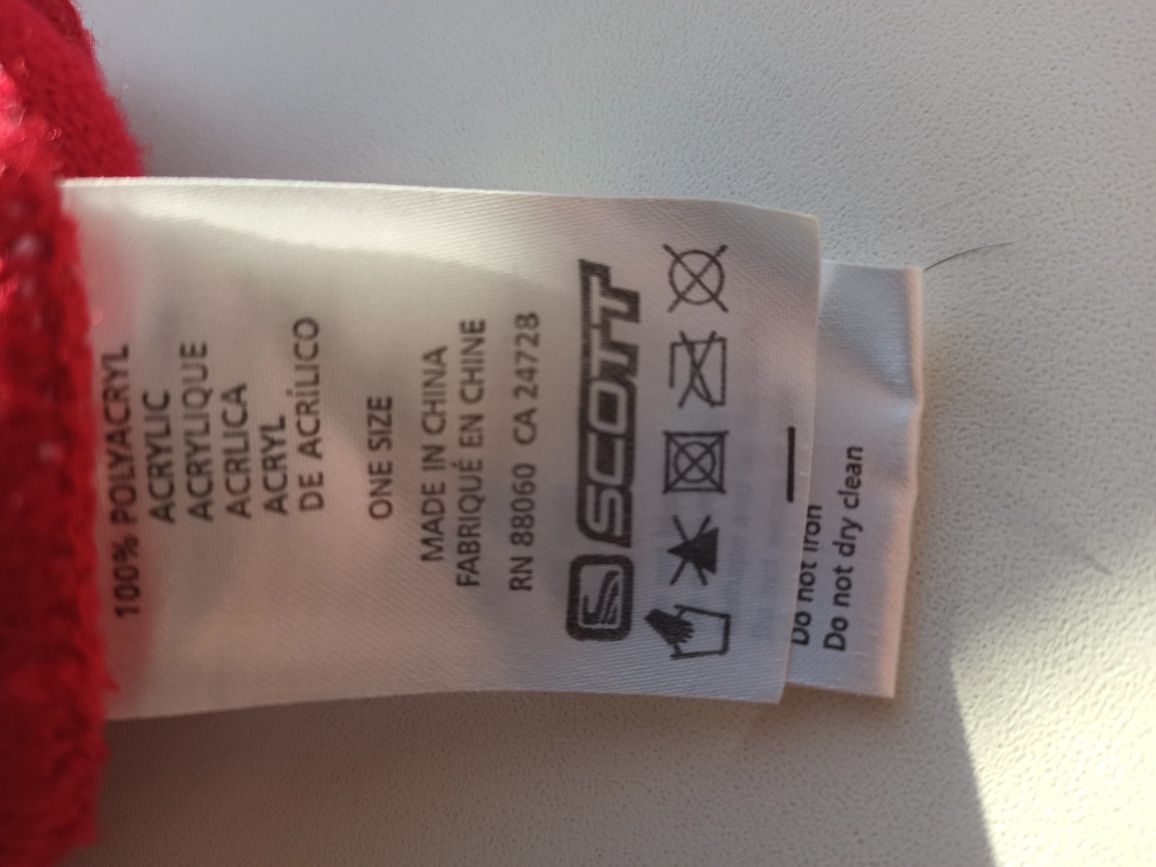 100% POLYACRYL
ACRYLIC
ACRYLIQUE
ACRLICA
ACRYL
DE ACRÍLICO
ONE SIZE
MADE IN CHINA
FABRIQUÉ EN CHINE
RN 88060 CA 24728
SCOTT
Do not iron
Do not dry clean